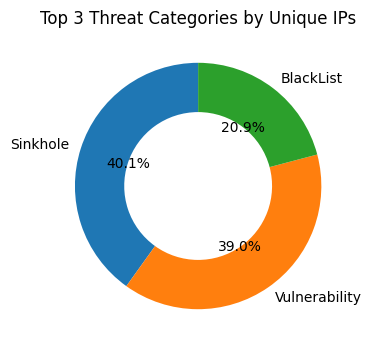 Top 3 Threat Categories by Unique IPs
BlackList
20.9%
Sinkhole
40.1%
39.0%
Vulnerability